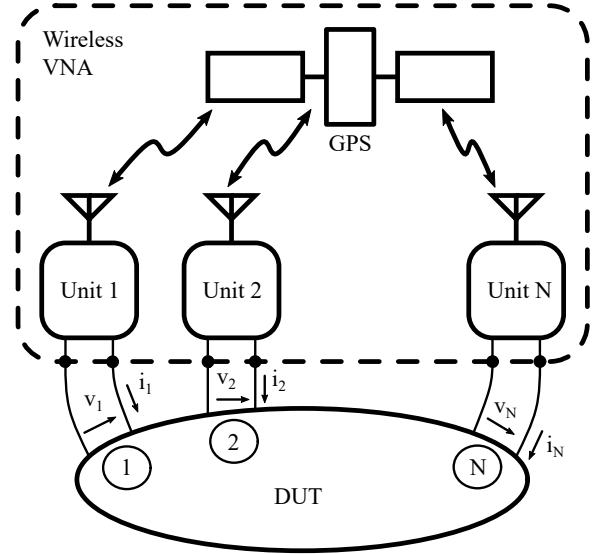 Wireless
VNA
GPS
Unit 1
Unit 2
Unit N
v1
i1
v2
i2
vN
iN
1
2
N
DUT